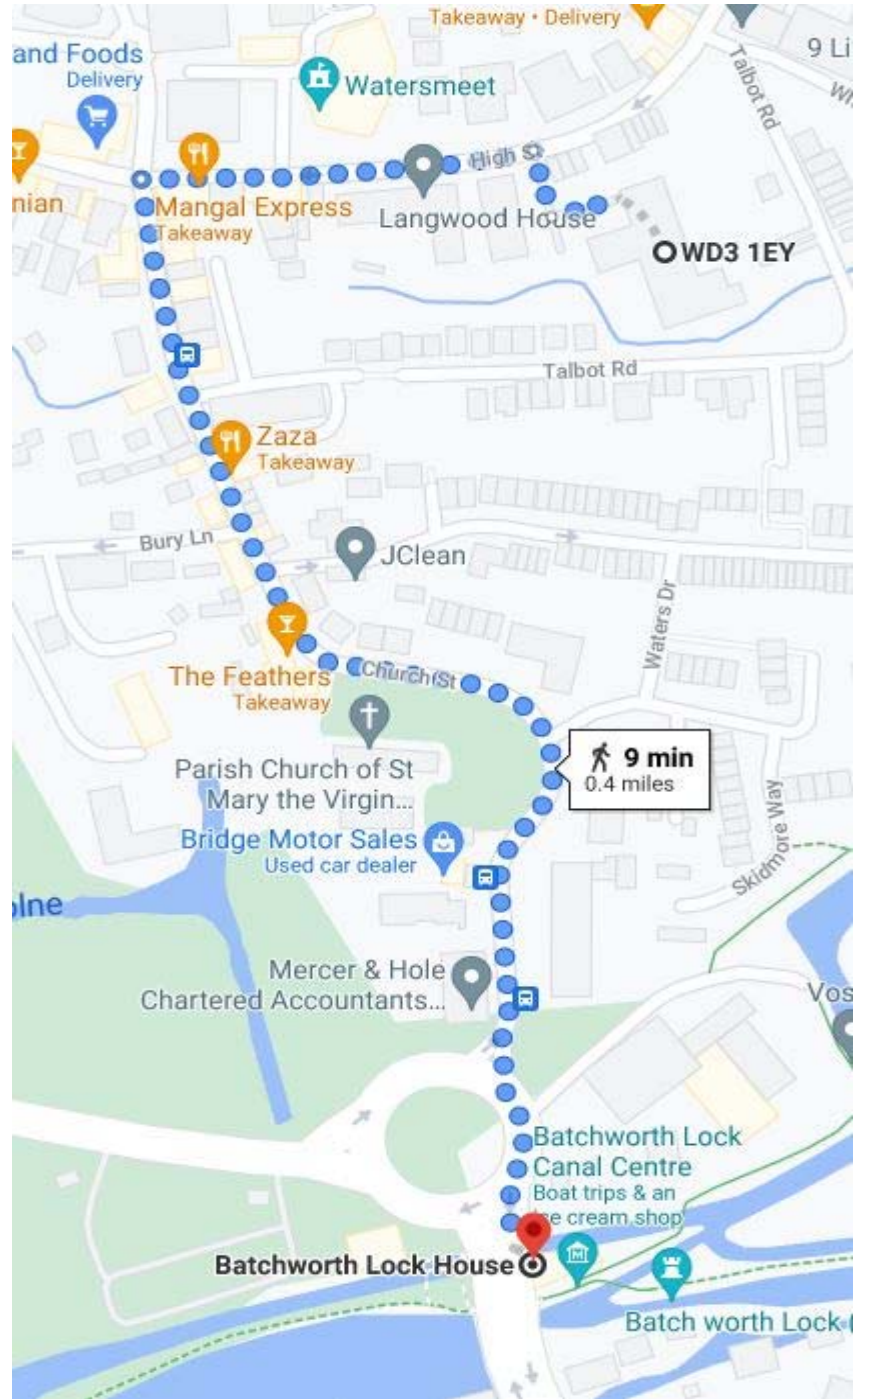 Takeaway • Delivery
and Foods
Delivery
9 Li
Talbot Rd
Watersmeet
High St
nian
Mangal Express
Takeaway
Langwood House
WD3 1EY
Talbot Rd
Zaza
Takeaway
Bury Ln
JClean
Waters Dr
The Feathers
Takeaway
Church St
9 min
0.4 miles
Parish Church of St
Mary the Virgin...
Bridge Motor Sales
Used car dealer
Skidmore Way
olne
Mercer & Hole
Chartered Accountants...
Vos
Batchworth Lock
Canal Centre
Boat trips & an
ice cream shop
Batchworth Lock House
Batch worth Lock (